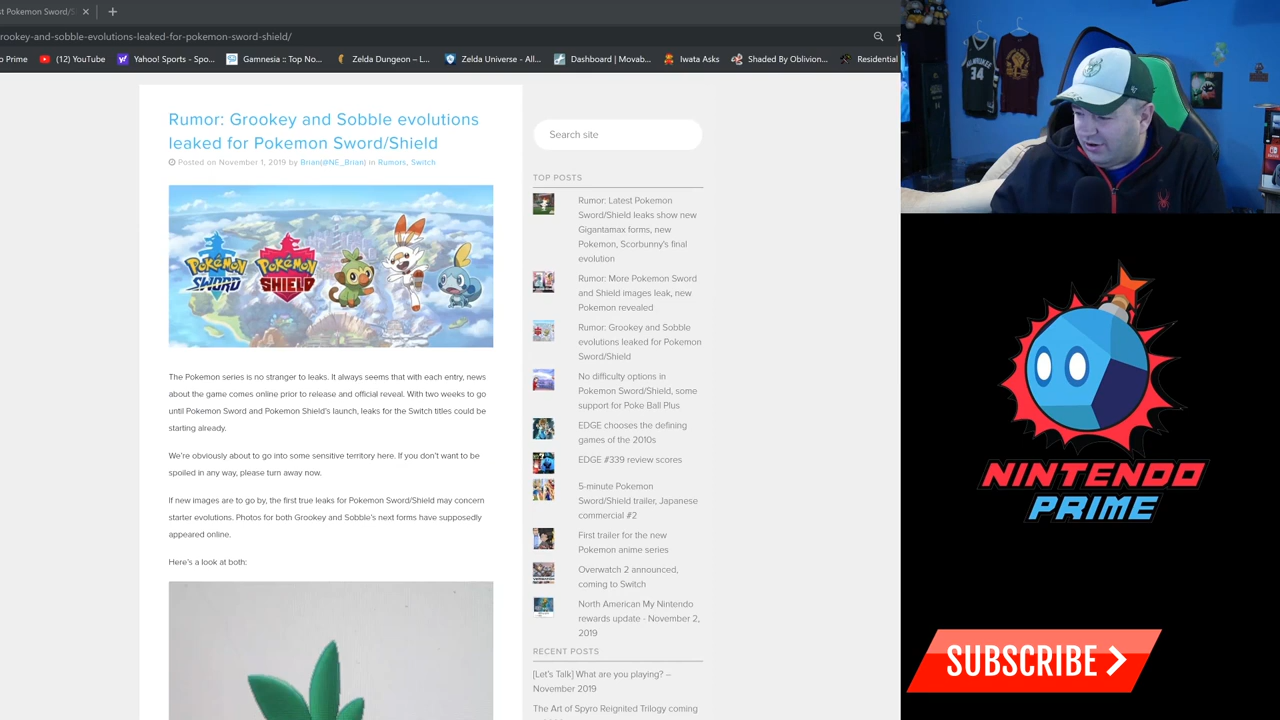 st Pokemon Sword/S
rookey-and-sobble-evolutions-leaked-for-pokemon-sword-shield/
o Prime
(12) YouTube
Yahoo! Sports - Spo...
Gamnesia :: Top No...
Zelda Dungeon – L...
Zelda Universe - All...
Dashboard | Movab...
Iwata Asks
Shaded By Oblivion...
Residential
Rumor: Grookey and Sobble evolutions
leaked for Pokemon Sword/Shield
Posted on November 1, 2019 by Brian(@NE_Brian) in Rumors, Switch
POKéMON SWORD
POKéMON SHIELD
The Pokemon series is no stranger to leaks. It always seems that with each entry, news
about the game comes online prior to release and official reveal. With two weeks to go
until Pokemon Sword and Pokemon Shield's launch, leaks for the Switch titles could be
starting already.
We're obviously about to go into some sensitive territory here. If you don't want to be
spoiled in any way, please turn away now.
If new images are to go by, the first true leaks for Pokemon Sword/Shield may concern
starter evolutions. Photos for both Grookey and Sobble's next forms have supposedly
appeared online.
Here's a look at both:
Search site
TOP POSTS
Rumor: Latest Pokemon
Sword/Shield leaks show new
Gigantamax forms, new
Pokemon, Scorbunny's final
evolution
Rumor: More Pokemon Sword
and Shield images leak, new
Pokemon revealed
Rumor: Grookey and Sobble
evolutions leaked for Pokemon
Sword/Shield
No difficulty options in
Pokemon Sword/Shield, some
support for Poke Ball Plus
EDGE chooses the defining
games of the 2010s
EDGE #339 review scores
5-minute Pokemon
Sword/Shield trailer, Japanese
commercial #2
First trailer for the new
Pokemon anime series
Overwatch 2 announced,
coming to Switch
North American My Nintendo
rewards update - November 2,
2019
RECENT POSTS
[Let's Talk] What are you playing? –
November 2019
The Art of Spyro Reignited Trilogy coming
34
NINTENDO
PRIME
SUBSCRIBE